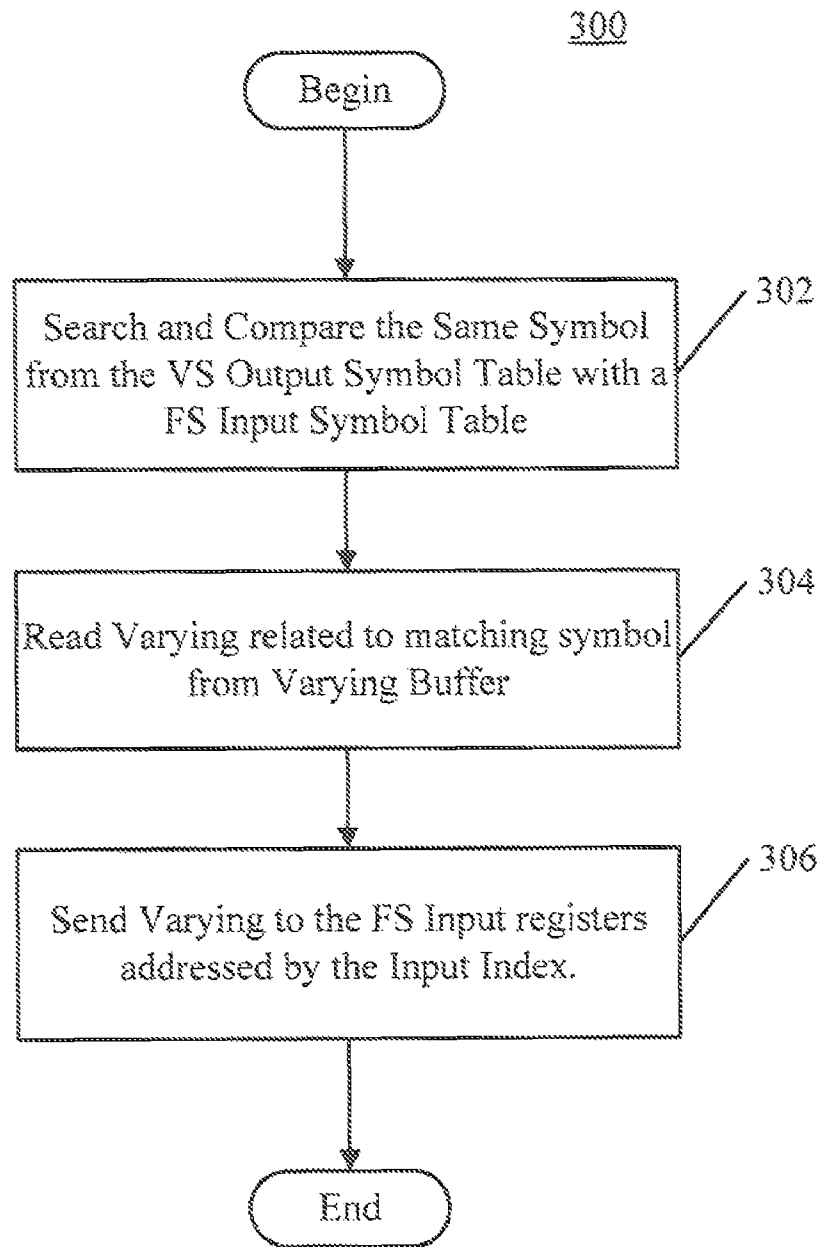 300
Begin
302
Search and Compare the Same Symbol
from the VS Output Symbol Table with a
FS Input Symbol Table
304
Read Varying related to matching symbol
from Varying Buffer
306
Send Varying to the FS Input registers
addressed by the Input Index.
End